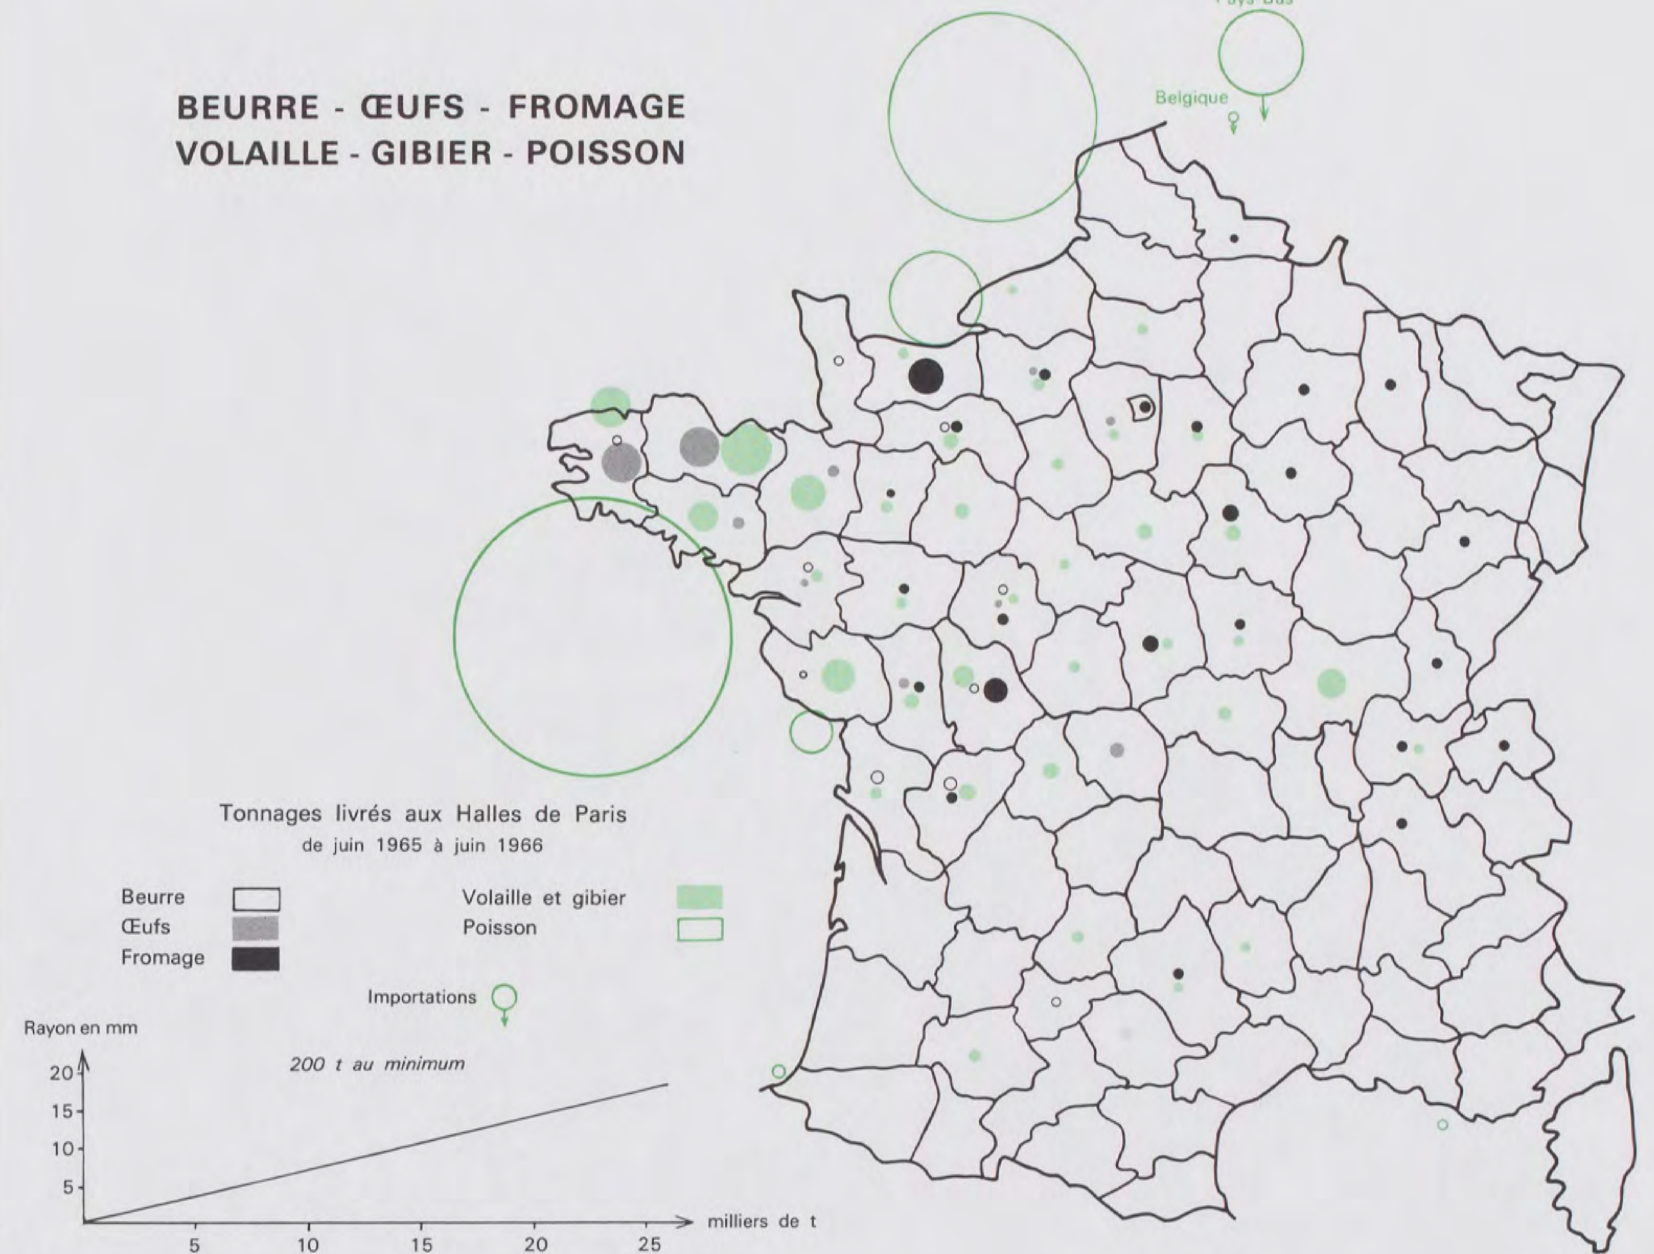 Pays-Bas
Belgique
BEURRE - ŒUFS - FROMAGE
VOLAILLE - GIBIER - POISSON
Tonnages livrés aux Halles de Paris
de juin 1965 à juin 1966
Beurre
Œufs
Fromage
Volaille et gibier
Poisson
Importations
Rayon en mm
200 t au minimum
20
15
10
5
milliers de t
5
10
15
20
25